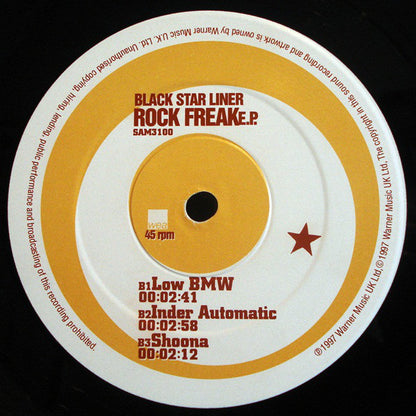 BLACK STAR LINER
ROCK FREAK E.P.
SAM3100
wea
45 rpm
B1 Low BMW
00:02:41
B2 Inder Automatic
00:02:58
B3 Shoona
00:02:12
℗1997 Warner Music UK Ltd.©1997 Warner Music UK Ltd. The copyright in this sound recording and artwork is owned by Warner Music U.K. Ltd. Unauthorised copying, hiring, lending, public performance and broadcasting of this recording prohibited.